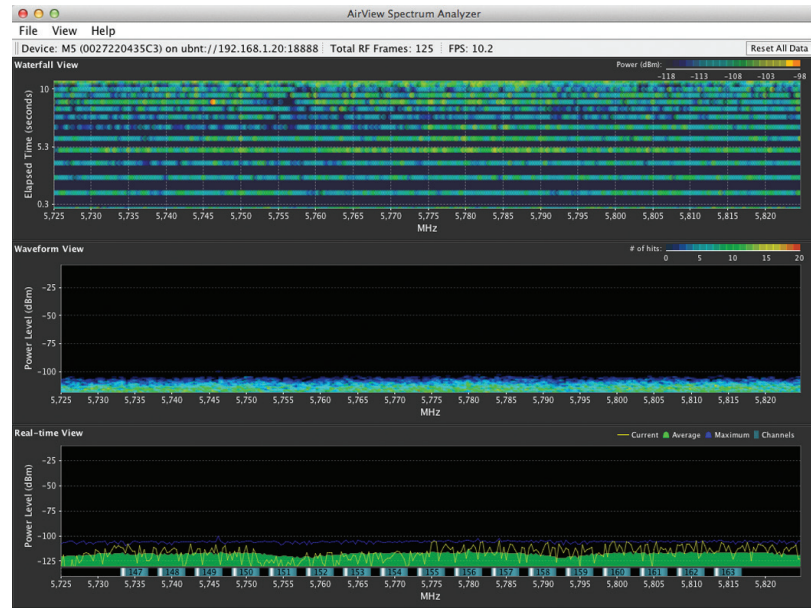 AirView Spectrum Analyzer
File View Help
Device: M5 (0027220435C3) on ubnt://192.168.1.20:18888 Total RF Frames: 125 FPS: 10.2 Reset All Data
Waterfall View Power (dBm):
-118 -113 -108 -103 -98
Elapsed Time (seconds)
10
5.3
0.3
5,725 5,730 5,735 5,740 5,745 5,750 5,755 5,760 5,765 5,770 5,775 5,780 5,785 5,790 5,795 5,800 5,805 5,810 5,815 5,820
MHz
Waveform View # of hits:
0 5 10 15 20
Power Level (dBm)
-25
-50
-75
-100
5,725 5,730 5,735 5,740 5,745 5,750 5,755 5,760 5,765 5,770 5,775 5,780 5,785 5,790 5,795 5,800 5,805 5,810 5,815 5,820
MHz
Real-time View Current Average Maximum Channels
Power Level (dBm)
-25
-50
-75
-100
-125
147 148 149 150 151 152 153 154 155 156 157 158 159 160 161 162 163
5,725 5,730 5,735 5,740 5,745 5,750 5,755 5,760 5,765 5,770 5,775 5,780 5,785 5,790 5,795 5,800 5,805 5,810 5,815 5,820
MHz